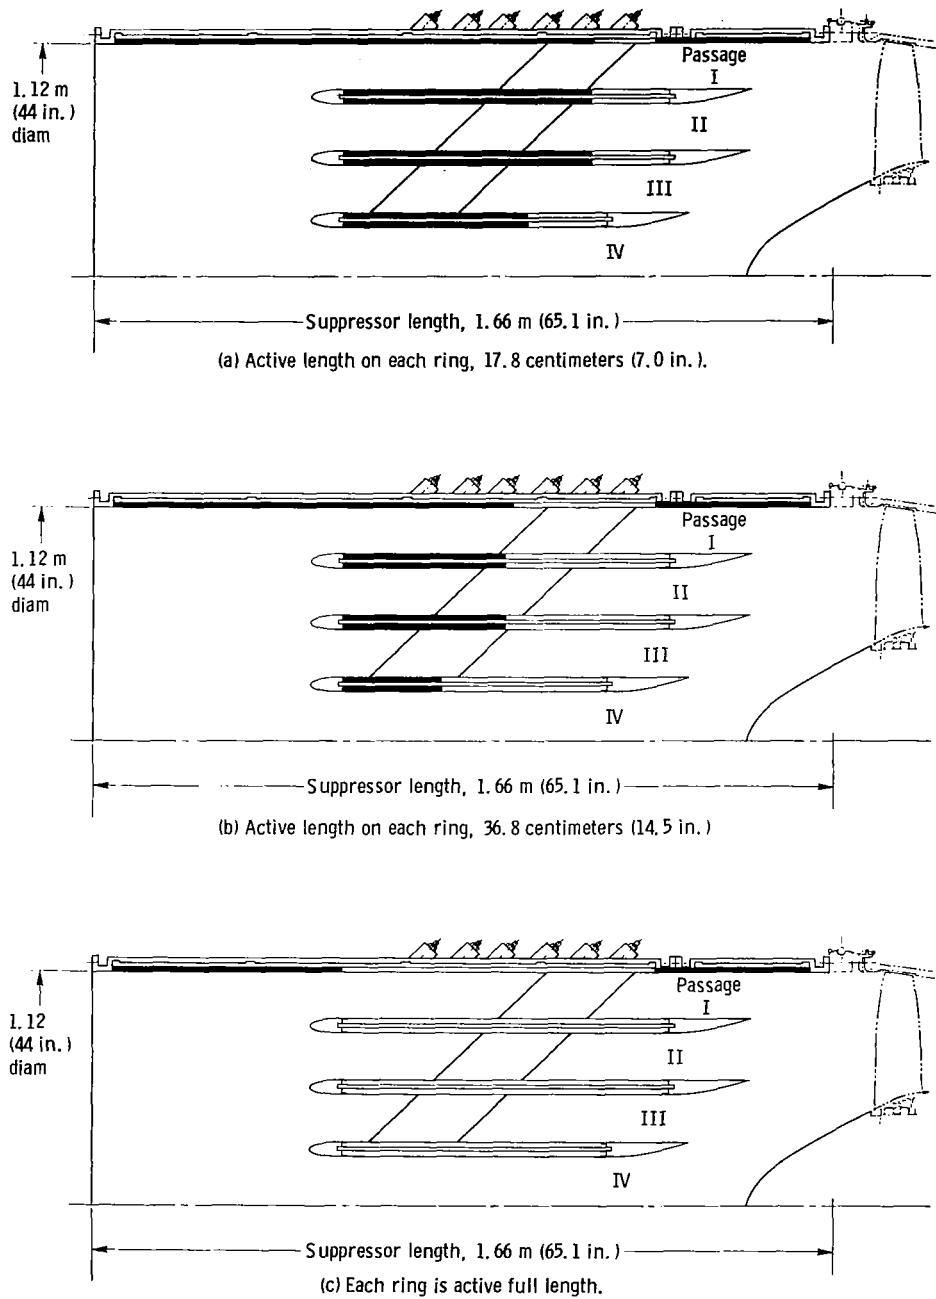 Passage
I
1.12 m
(44 in.)
diam
II
III
IV
Suppressor length, 1.66 m (65.1 in.)
(a) Active length on each ring, 17.8 centimeters (7.0 in.).
Passage
I
1.12 m
(44 in.)
diam
II
III
IV
Suppressor length, 1.66 m (65.1 in.)
(b) Active length on each ring, 36.8 centimeters (14.5 in.)
Passage
I
1.12
(44 in.)
diam
II
III
IV
Suppressor length, 1.66 m (65.1 in.)
(c) Each ring is active full length.